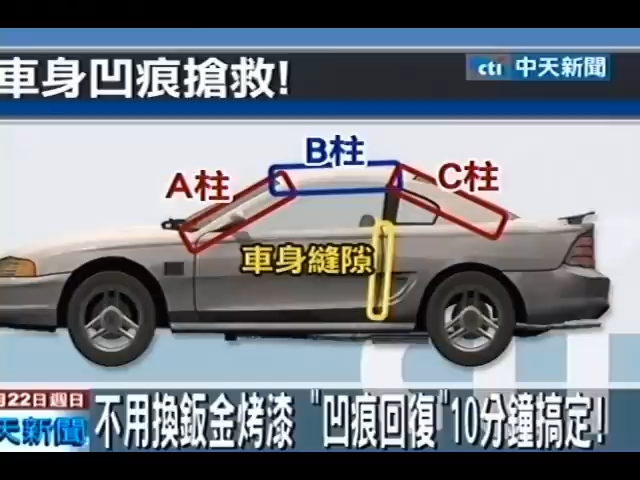 車身凹痕搶救!
cti 中天新聞
B柱
A柱
C柱
車身縫隙
月22日週日
天新聞
不用換鈑金烤漆 "凹痕回復"10分鐘搞定!
cti